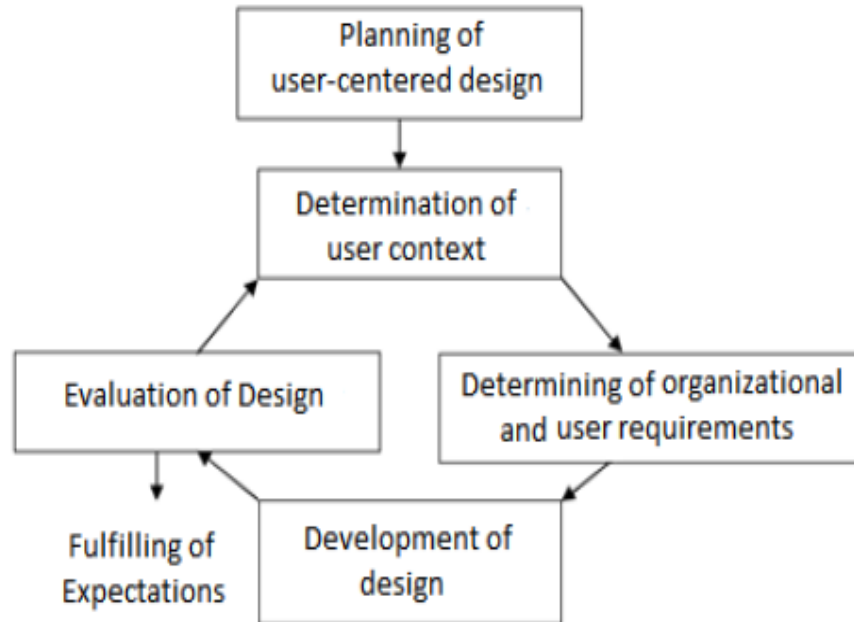 Planning of
user-centered design
Determination of
user context
Evaluation of Design
Determining of organizational
and user requirements
Fulfilling of
Expectations
Development of
design